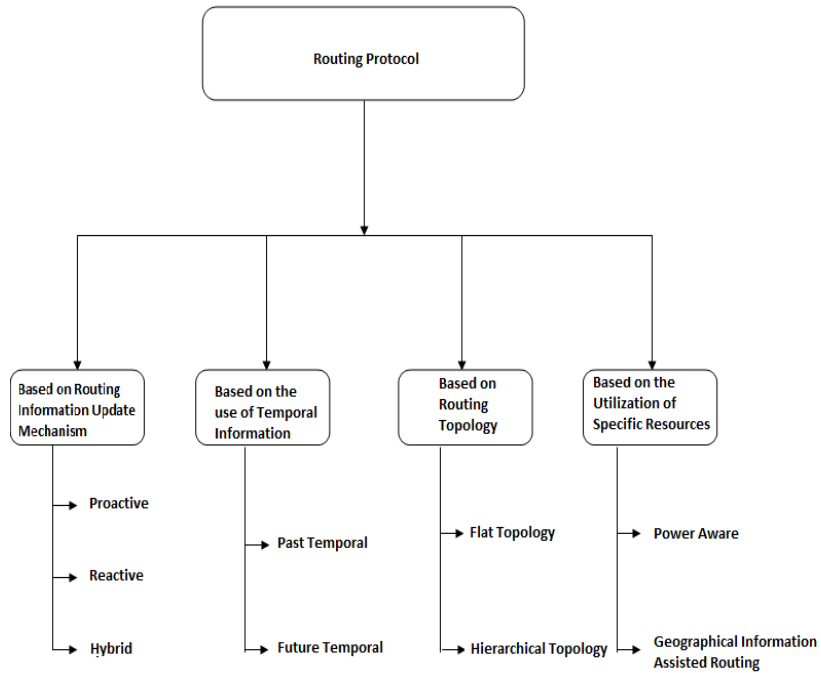 Routing Protocol
Based on Routing
Information Update
Mechanism
Based on the
use of Temporal
Information
Based on
Routing
Topology
Based on the
Utilization of
Specific Resources
Proactive
Reactive
Hybrid
Past Temporal
Future Temporal
Flat Topology
Hierarchical Topology
Power Aware
Geographical Information
Assisted Routing